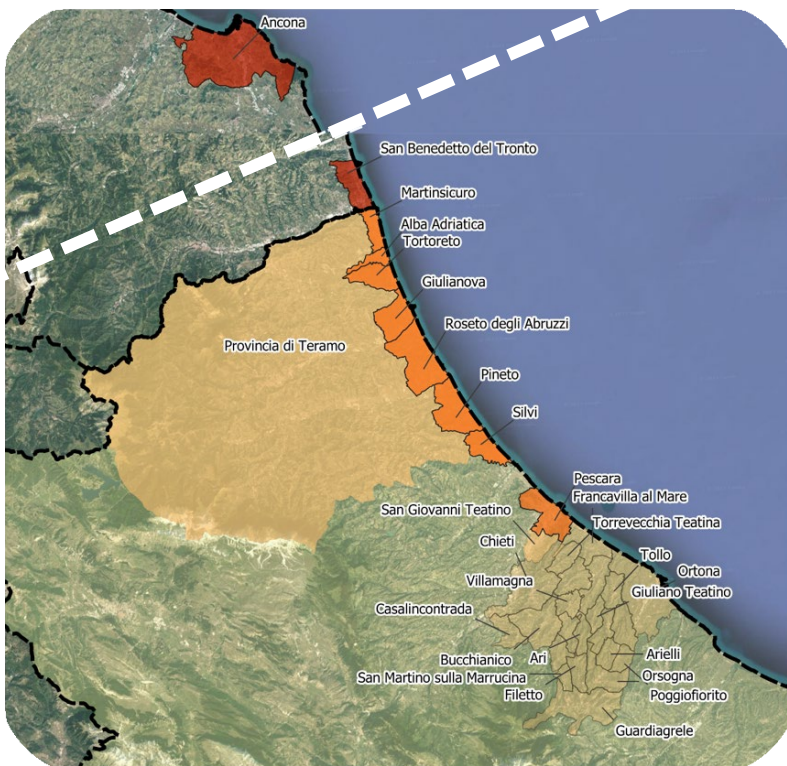 Ancona
San Benedetto del Tronto
Martinsicuro
Alba Adriatica
Tortoreto
Giulianova
Roseto degli Abruzzi
Provincia di Teramo
Pineto
Silvi
Pescara
Francavilla al Mare
San Giovanni Teatino
Torrevecchia Teatina
Chieti
Tollo
Ortona
Villamagna
Giuliano Teatino
Casalincontrada
Bucchianico
Ari
Arielli
San Martino sulla Marrucina
Orsogna
Filetto
Poggiofiorito
Guardiagrele